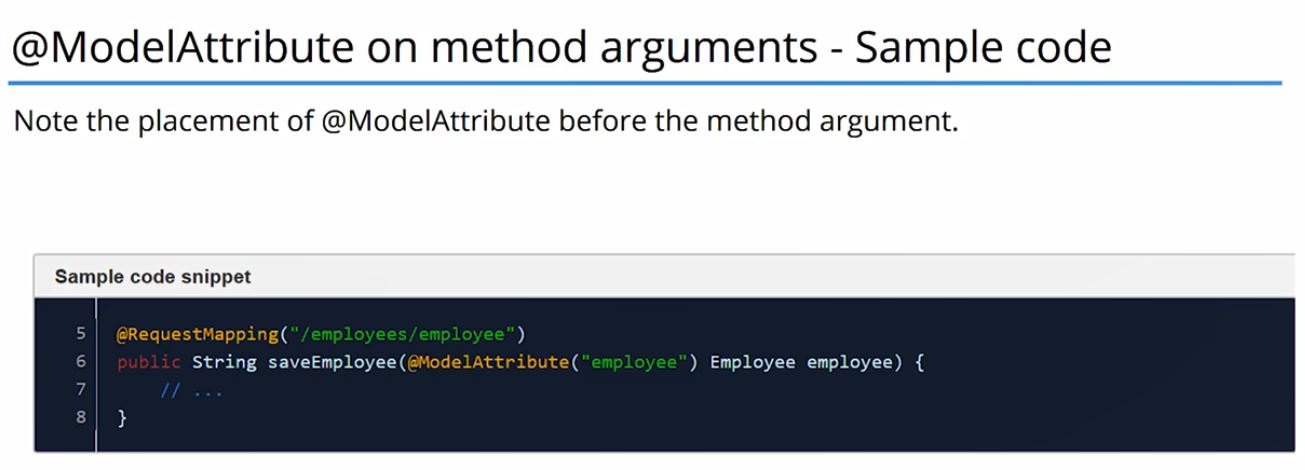 @ModelAttribute on method arguments - Sample code
Note the placement of @ModelAttribute before the method argument.
Sample code snippet
5 @RequestMapping("/employees/employee")
6 public String saveEmployee(@ModelAttribute("employee") Employee employee) {
7 // ...
8 }